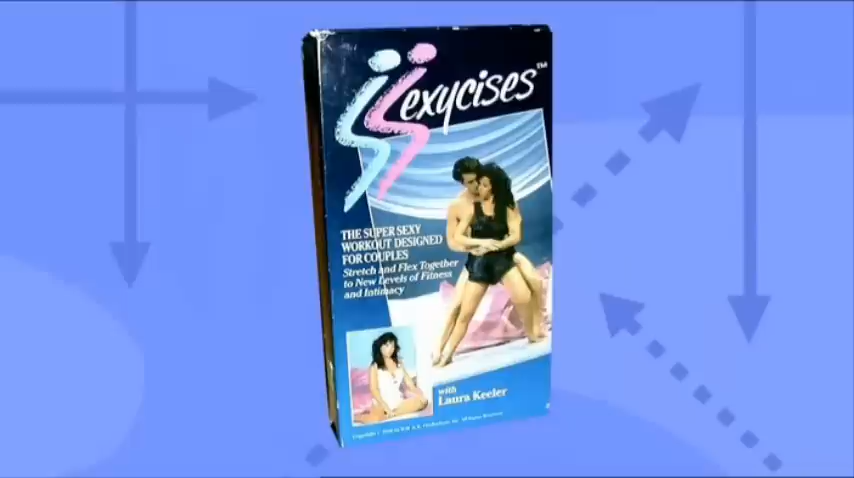 Sexycises™
THE SUPER SEXY
WORKOUT DESIGNED
FOR COUPLES
Stretch and Flex Together
to New Levels of Fitness
and Intimacy
with
Laura Keeler